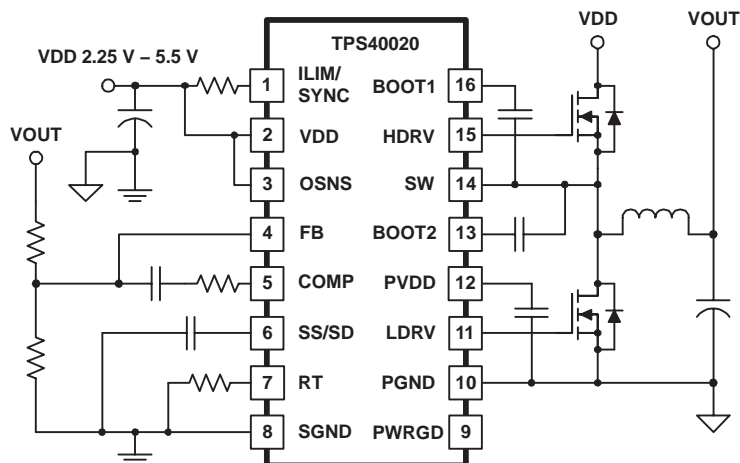 VDD
VOUT
TPS40020
VDD 2.25 V – 5.5 V
1
ILIM/
SYNC
BOOT1
16
VOUT
2
VDD
HDRV
15
3
OSNS
SW
14
4
FB
BOOT2
13
5
COMP
PVDD
12
6
SS/SD
LDRV
11
7
RT
PGND
10
8
SGND
PWRGD
9